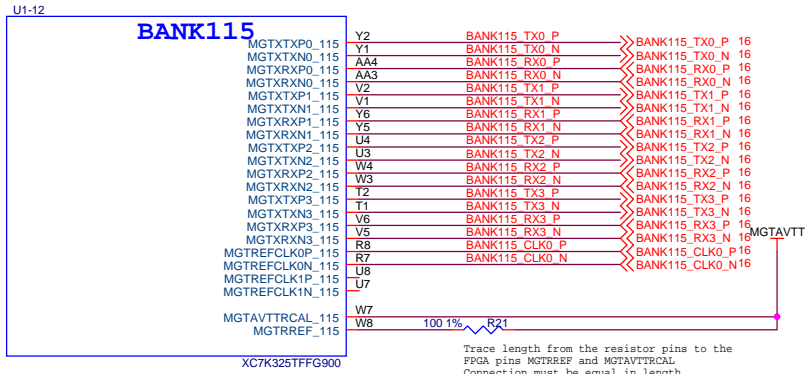 U1-12
BANK115
MGTXTXP0_115 Y2 BANK115_TX0_P BANK115_TX0_P 16
MGTXTXN0_115 Y1 BANK115_TX0_N BANK115_TX0_N 16
MGTXRXP0_115 AA4 BANK115_RX0_P BANK115_RX0_P 16
MGTXRXN0_115 AA3 BANK115_RX0_N BANK115_RX0_N 16
MGTXTXP1_115 V2 BANK115_TX1_P BANK115_TX1_P 16
MGTXTXN1_115 V1 BANK115_TX1_N BANK115_TX1_N 16
MGTXRXP1_115 Y6 BANK115_RX1_P BANK115_RX1_P 16
MGTXRXN1_115 Y5 BANK115_RX1_N BANK115_RX1_N 16
MGTXTXP2_115 U4 BANK115_TX2_P BANK115_TX2_P 16
MGTXTXN2_115 U3 BANK115_TX2_N BANK115_TX2_N 16
MGTXRXP2_115 W4 BANK115_RX2_P BANK115_RX2_P 16
MGTXRXN2_115 W3 BANK115_RX2_N BANK115_RX2_N 16
MGTXTXP3_115 T2 BANK115_TX3_P BANK115_TX3_P 16
MGTXTXN3_115 T1 BANK115_TX3_N BANK115_TX3_N 16
MGTXRXP3_115 V6 BANK115_RX3_P BANK115_RX3_P 16
MGTXRXN3_115 V5 BANK115_RX3_N BANK115_RX3_N 16 MGTAVTT
MGTREFCLK0P_115 R8 BANK115_CLK0_P BANK115_CLK0_P 16
MGTREFCLK0N_115 R7 BANK115_CLK0_N BANK115_CLK0_N 16
MGTREFCLK1P_115 U8
MGTREFCLK1N_115 U7
MGTAVTTRCAL_115 W7
MGTRREF_115 W8 100 1% R21
XC7K325TFFG900
Trace length from the resistor pins to the
FPGA pins MGTRREF and MGTAVTTRCAL
Connection must be equal in length